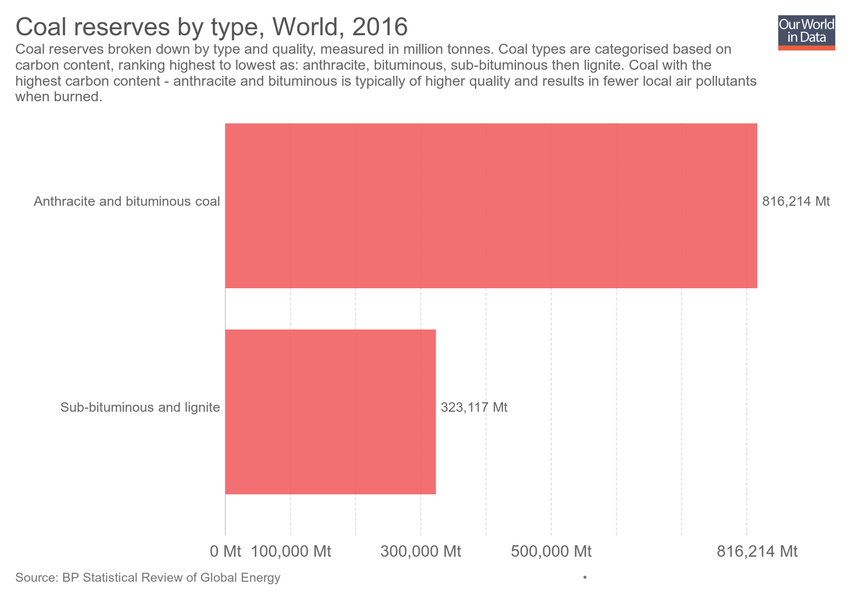 Coal reserves by type, World, 2016
Our World
in Data
Coal reserves broken down by type and quality, measured in million tonnes. Coal types are categorised based on
carbon content, ranking highest to lowest as: anthracite, bituminous, sub-bituminous then lignite. Coal with the
highest carbon content - anthracite and bituminous is typically of higher quality and results in fewer local air pollutants
when burned.
Anthracite and bituminous coal
816,214 Mt
Sub-bituminous and lignite
323,117 Mt
0 Mt 100,000 Mt 300,000 Mt 500,000 Mt 816,214 Mt
Source: BP Statistical Review of Global Energy
•